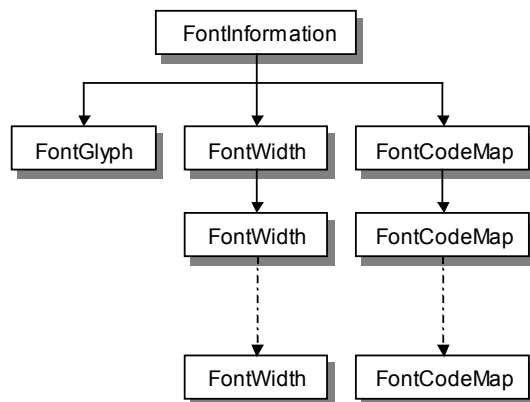 FontInformation
FontGlyph
FontWidth
FontCodeMap
FontWidth
FontCodeMap
FontWidth
FontCodeMap